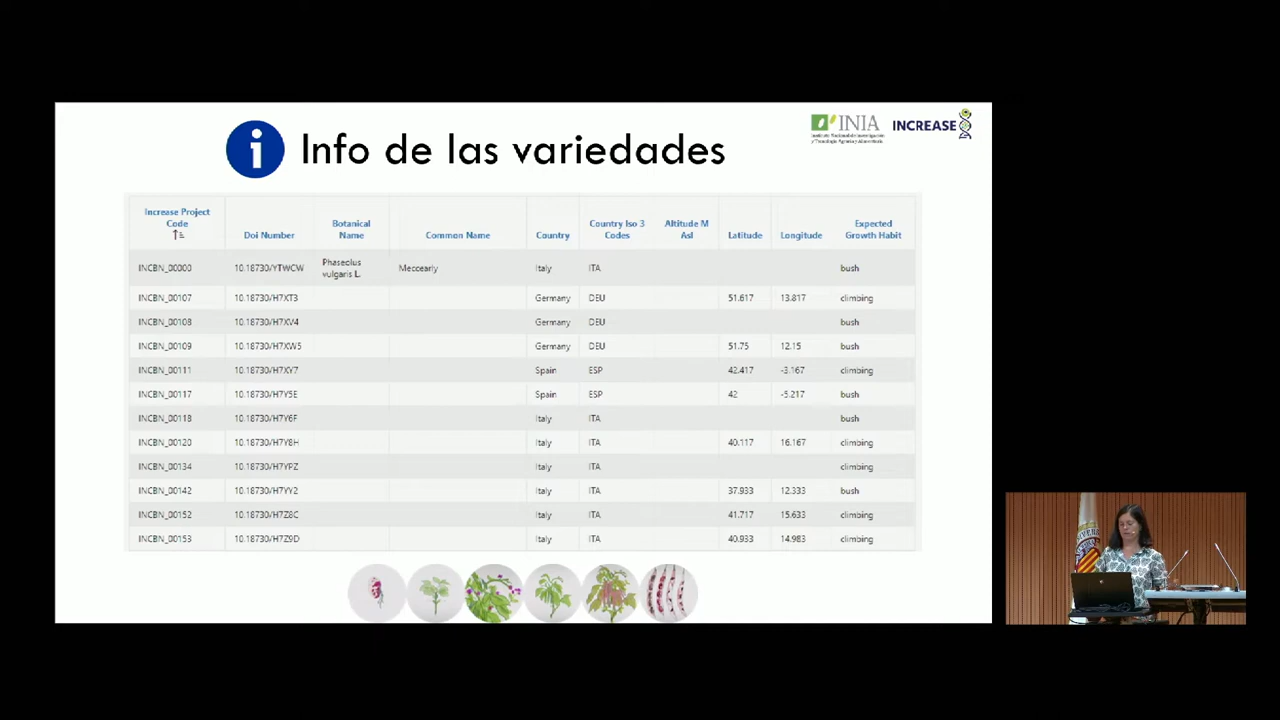 Info de las variedades
INIA
Instituto Nacional de Investigación
y Tecnología Agraria y Alimentaria
INCREASE
Increase Project Code Doi Number Botanical Name Common Name Country Country Iso 3 Codes Altitude M Asl Latitude Longitude Expected Growth Habit
INCBN_00000 10.18730/YTWCW Phaseolus vulgaris L. Meccearly Italy ITA bush
INCBN_00107 10.18730/H7XT3 Germany DEU 51.617 13.817 climbing
INCBN_00108 10.18730/H7XV4 Germany DEU bush
INCBN_00109 10.18730/H7XW5 Germany DEU 51.75 12.15 bush
INCBN_00111 10.18730/H7XY7 Spain ESP 42.417 -3.167 climbing
INCBN_00117 10.18730/H7Y5E Spain ESP 42 -5.217 bush
INCBN_00118 10.18730/H7Y6F Italy ITA bush
INCBN_00120 10.18730/H7Y8H Italy ITA 40.117 16.167 climbing
INCBN_00134 10.18730/H7YPZ Italy ITA climbing
INCBN_00142 10.18730/H7YY2 Italy ITA 37.933 12.333 bush
INCBN_00152 10.18730/H7Z8C Italy ITA 41.717 15.633 climbing
INCBN_00153 10.18730/H7Z9D Italy ITA 40.933 14.983 climbing